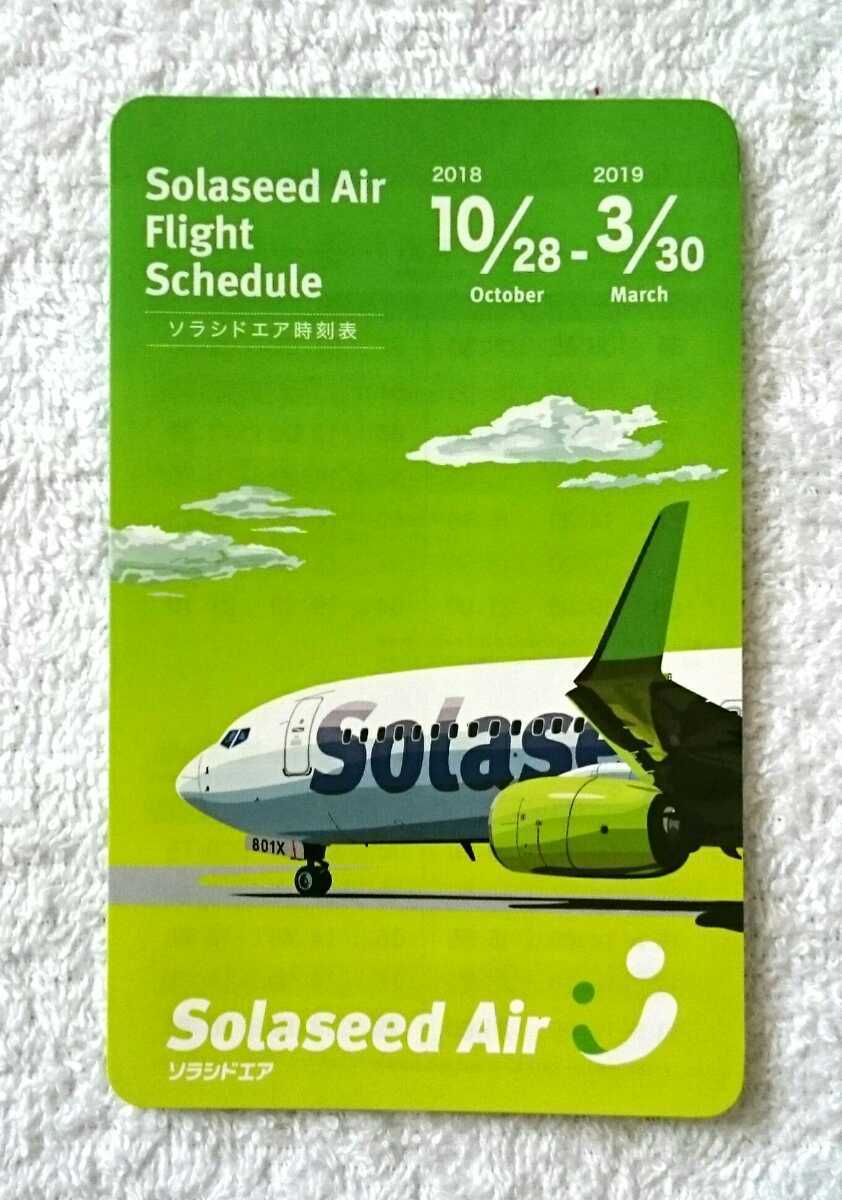 Solaseed Air
Flight
Schedule
ソラシドエア時刻表
2018 2019
10/28 - 3/30
October March
Solase
801X
Solaseed Air
ソラシドエア